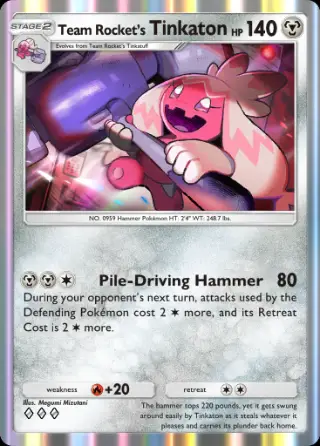 STAGE 2 Team Rocket's Tinkaton HP 140
Evolves from Team Rocket's Tinkatuff
NO. 0959 Hammer Pokémon HT: 2'4" WT: 248.7 lbs.
Pile-Driving Hammer 80
During your opponent's next turn, attacks used by the
Defending Pokémon cost 2 more, and its Retreat
Cost is 2 more.
weakness +20 retreat
Illus. Megumi Mizutani
The hammer tops 220 pounds, yet it gets swung
around easily by Tinkaton as it steals whatever it
pleases and carries its plunder back home.